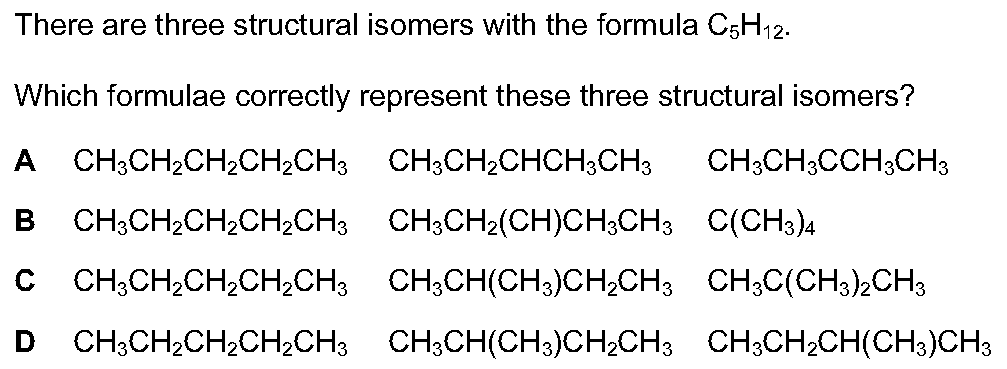 There are three structural isomers with the formula C₅H₁₂.
Which formulae correctly represent these three structural isomers?
A CH₃CH₂CH₂CH₂CH₃ CH₃CH₂CHCH₃CH₃ CH₃CH₃CCH₃CH₃
B CH₃CH₂CH₂CH₂CH₃ CH₃CH₂(CH)CH₃CH₃ C(CH₃)₄
C CH₃CH₂CH₂CH₂CH₃ CH₃CH(CH₃)CH₂CH₃ CH₃C(CH₃)₂CH₃
D CH₃CH₂CH₂CH₂CH₃ CH₃CH(CH₃)CH₂CH₃ CH₃CH₂CH(CH₃)CH₃